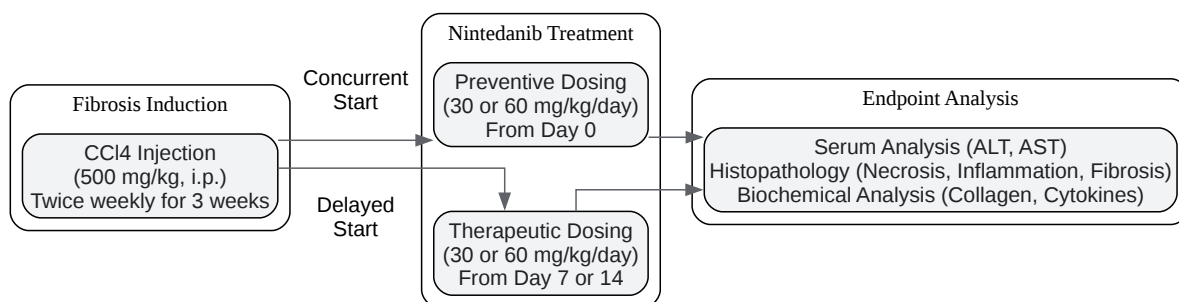 Fibrosis Induction
CCl4 Injection
(500 mg/kg, i.p.)
Twice weekly for 3 weeks
Concurrent
Start
Delayed
Start
Nintedanib Treatment
Preventive Dosing
(30 or 60 mg/kg/day)
From Day 0
Therapeutic Dosing
(30 or 60 mg/kg/day)
From Day 7 or 14
Endpoint Analysis
Serum Analysis (ALT, AST)
Histopathology (Necrosis, Inflammation, Fibrosis)
Biochemical Analysis (Collagen, Cytokines)